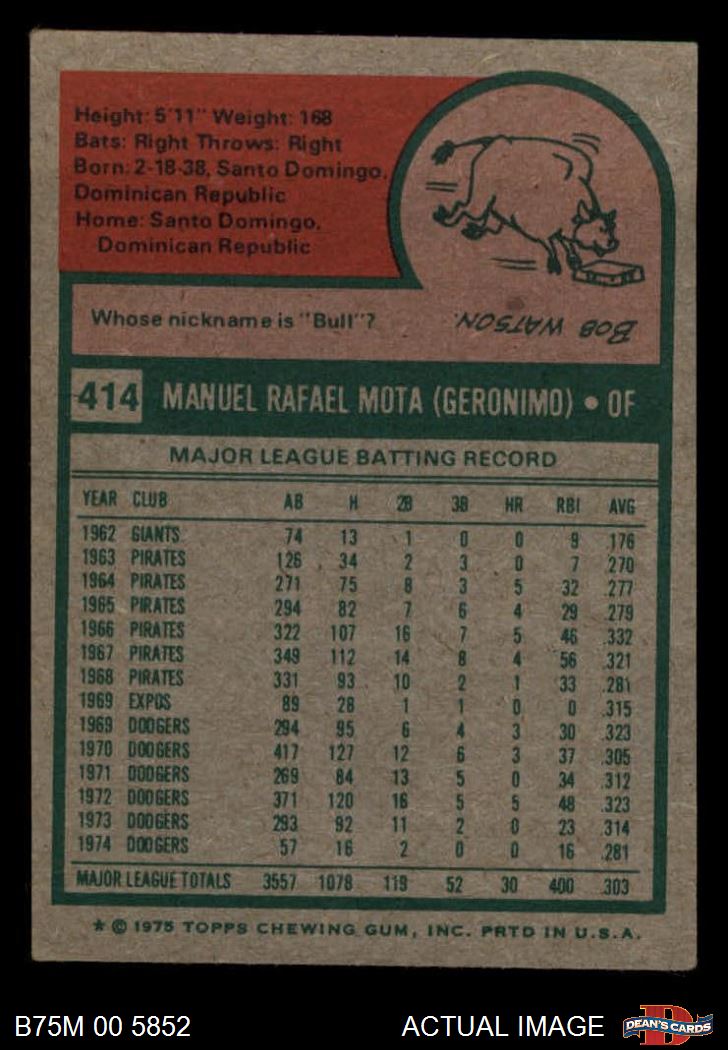 Height: 5'11" Weight: 168
Bats: Right Throws: Right
Born: 2-18-38, Santo Domingo,
Dominican Republic
Home: Santo Domingo,
Dominican Republic
Whose nickname is "Bull"?
BOB WATSON.
414 MANUEL RAFAEL MOTA (GERONIMO) • OF
MAJOR LEAGUE BATTING RECORD
YEAR CLUB AB H 2B 3B HR RBI AVG
1962 GIANTS 74 13 1 0 0 9 .176
1963 PIRATES 126 34 2 3 0 7 .270
1964 PIRATES 271 75 8 3 5 32 .277
1965 PIRATES 294 82 7 6 4 29 .279
1966 PIRATES 322 107 16 7 5 46 .332
1967 PIRATES 349 112 14 8 4 56 .321
1968 PIRATES 331 93 10 2 1 33 .281
1969 EXPOS 89 28 1 1 0 0 .315
1969 DODGERS 294 95 6 4 3 30 .323
1970 DODGERS 417 127 12 6 3 37 .305
1971 DODGERS 269 84 13 5 0 34 .312
1972 DODGERS 371 120 16 5 5 48 .323
1973 DODGERS 293 92 11 2 0 23 .314
1974 DODGERS 57 16 2 0 0 16 .281
MAJOR LEAGUE TOTALS 3557 1078 119 52 30 400 .303
* © 1975 TOPPS CHEWING GUM, INC. PRTD IN U.S.A.
B75M 00 5852 ACTUAL IMAGE
D
DEAN'S CARDS